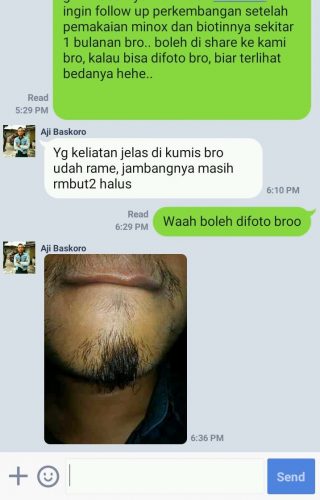 ingin follow up perkembangan setelah
pemakaian minox dan biotinnya sekitar
1 bulanan bro.. boleh di share ke kami
bro, kalau bisa difoto bro, biar terlihat
bedanya hehe..
Read
5:29 PM
Aji Baskoro
Yg keliatan jelas di kumis bro
udah rame, jambangnya masih
rmbut2 halus
6:10 PM
Read
6:29 PM
Waah boleh difoto broo
Aji Baskoro
6:36 PM
Send